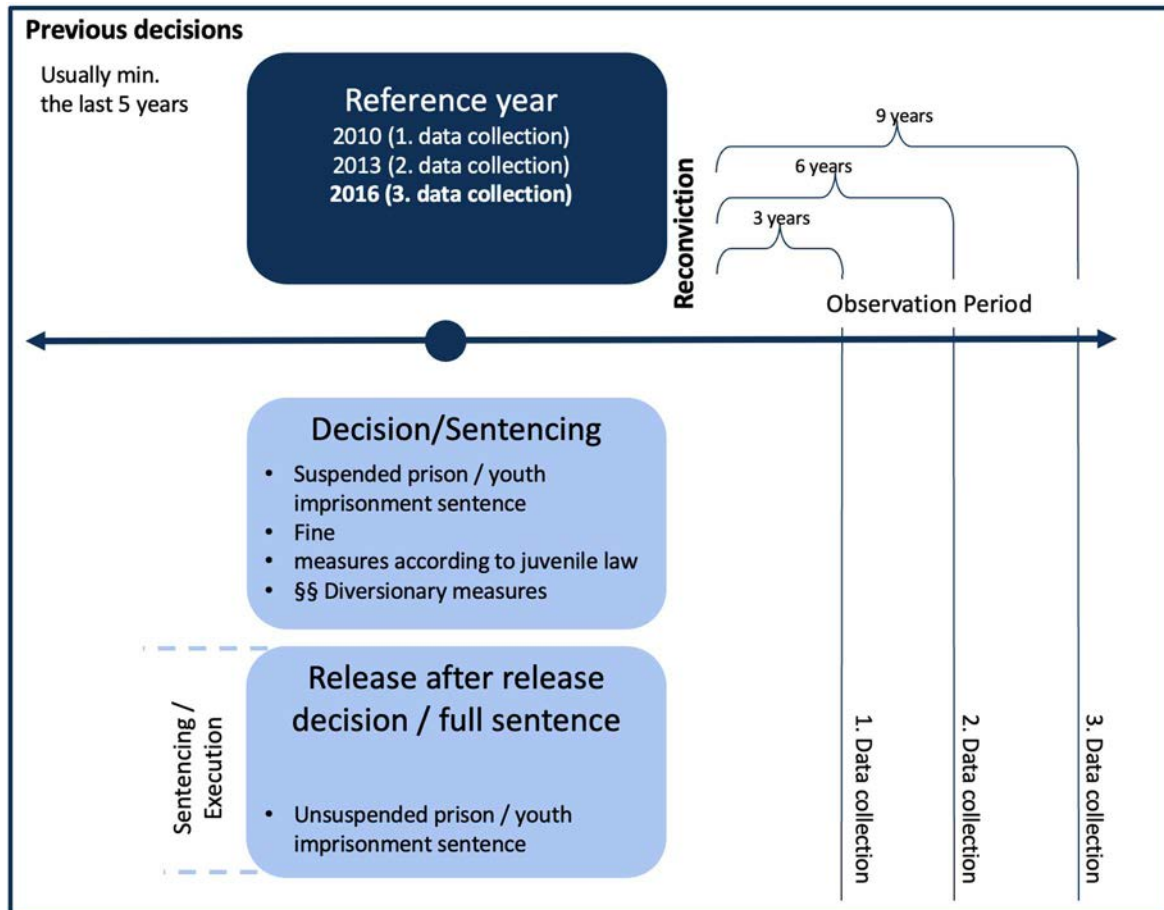 Previous decisions
Usually min.
the last 5 years
Reference year
2010 (1. data collection)
2013 (2. data collection)
2016 (3. data collection)
Reconviction
9 years
6 years
3 years
Observation Period
Decision/Sentencing
• Suspended prison / youth
imprisonment sentence
• Fine
• measures according to juvenile law
• §§ Diversionary measures
Sentencing /
Execution
Release after release
decision / full sentence
• Unsuspended prison / youth
imprisonment sentence
1. Data collection
2. Data collection
3. Data collection